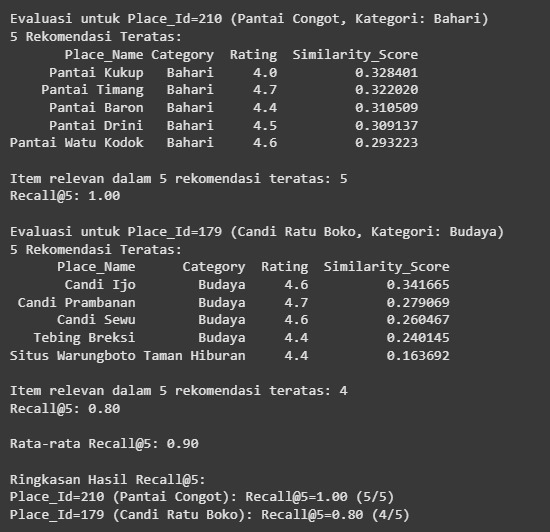 Evaluasi untuk Place_Id=210 (Pantai Congot, Kategori: Bahari)
5 Rekomendasi Teratas:
Place_Name Category Rating Similarity_Score
Pantai Kukup Bahari 4.0 0.328401
Pantai Timang Bahari 4.7 0.322020
Pantai Baron Bahari 4.4 0.310509
Pantai Drini Bahari 4.5 0.309137
Pantai Watu Kodok Bahari 4.6 0.293223
Item relevan dalam 5 rekomendasi teratas: 5
Recall@5: 1.00
Evaluasi untuk Place_Id=179 (Candi Ratu Boko, Kategori: Budaya)
5 Rekomendasi Teratas:
Place_Name Category Rating Similarity_Score
Candi Ijo Budaya 4.6 0.341665
Candi Prambanan Budaya 4.7 0.279069
Candi Sewu Budaya 4.6 0.260467
Tebing Breksi Budaya 4.4 0.240145
Situs Warungboto Taman Hiburan 4.4 0.163692
Item relevan dalam 5 rekomendasi teratas: 4
Recall@5: 0.80
Rata-rata Recall@5: 0.90
Ringkasan Hasil Recall@5:
Place_Id=210 (Pantai Congot): Recall@5=1.00 (5/5)
Place_Id=179 (Candi Ratu Boko): Recall@5=0.80 (4/5)